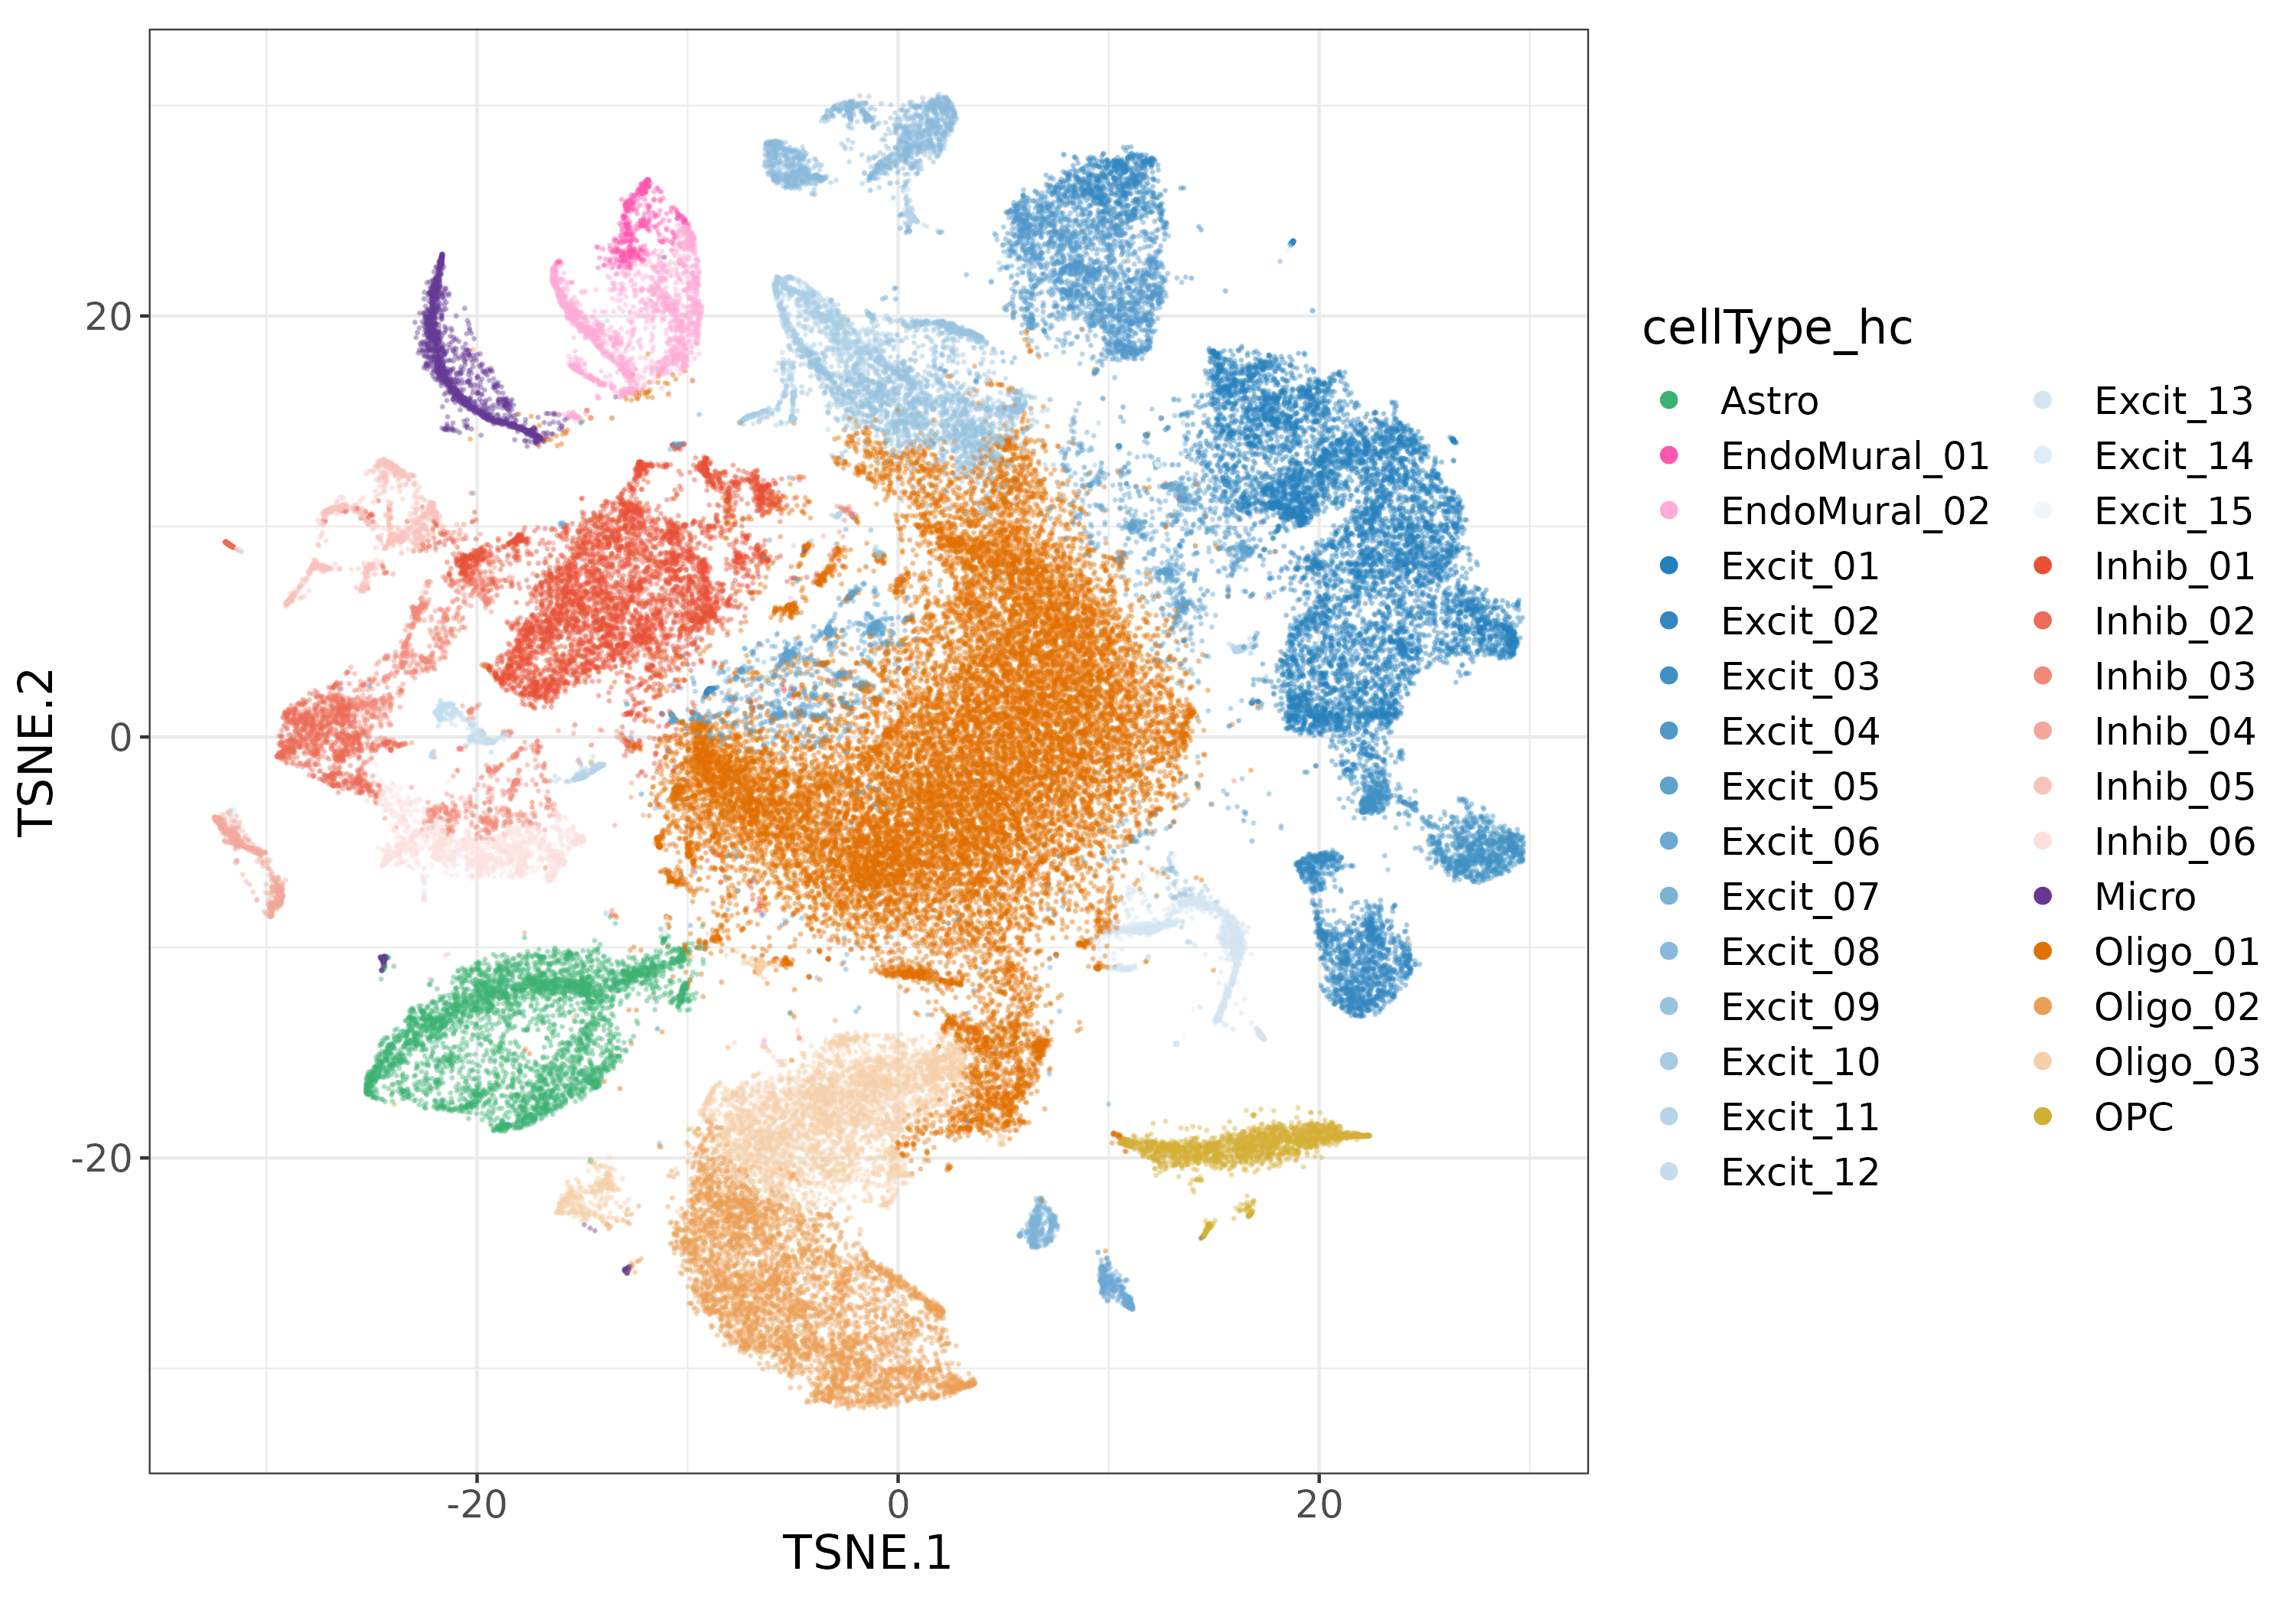 20
0
-20
TSNE.2
-20
0
20
TSNE.1
cellType_hc
Astro
EndoMural_01
EndoMural_02
Excit_01
Excit_02
Excit_03
Excit_04
Excit_05
Excit_06
Excit_07
Excit_08
Excit_09
Excit_10
Excit_11
Excit_12
Excit_13
Excit_14
Excit_15
Inhib_01
Inhib_02
Inhib_03
Inhib_04
Inhib_05
Inhib_06
Micro
Oligo_01
Oligo_02
Oligo_03
OPC